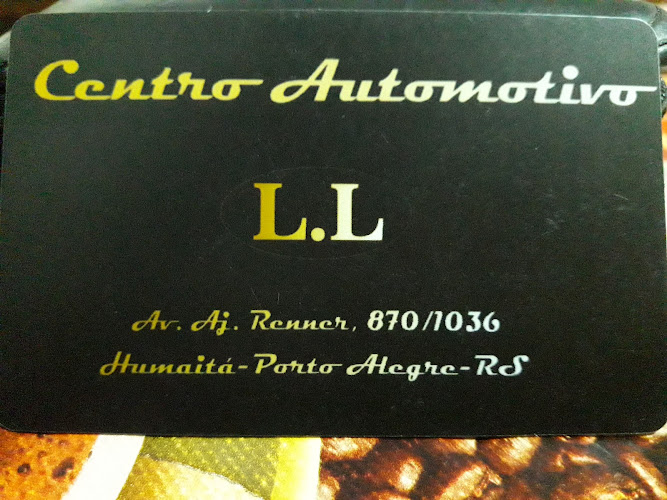 Centro Automotivo
L.L
Av. Aj. Renner, 870/1036
Humaitá-Porto Alegre-RS